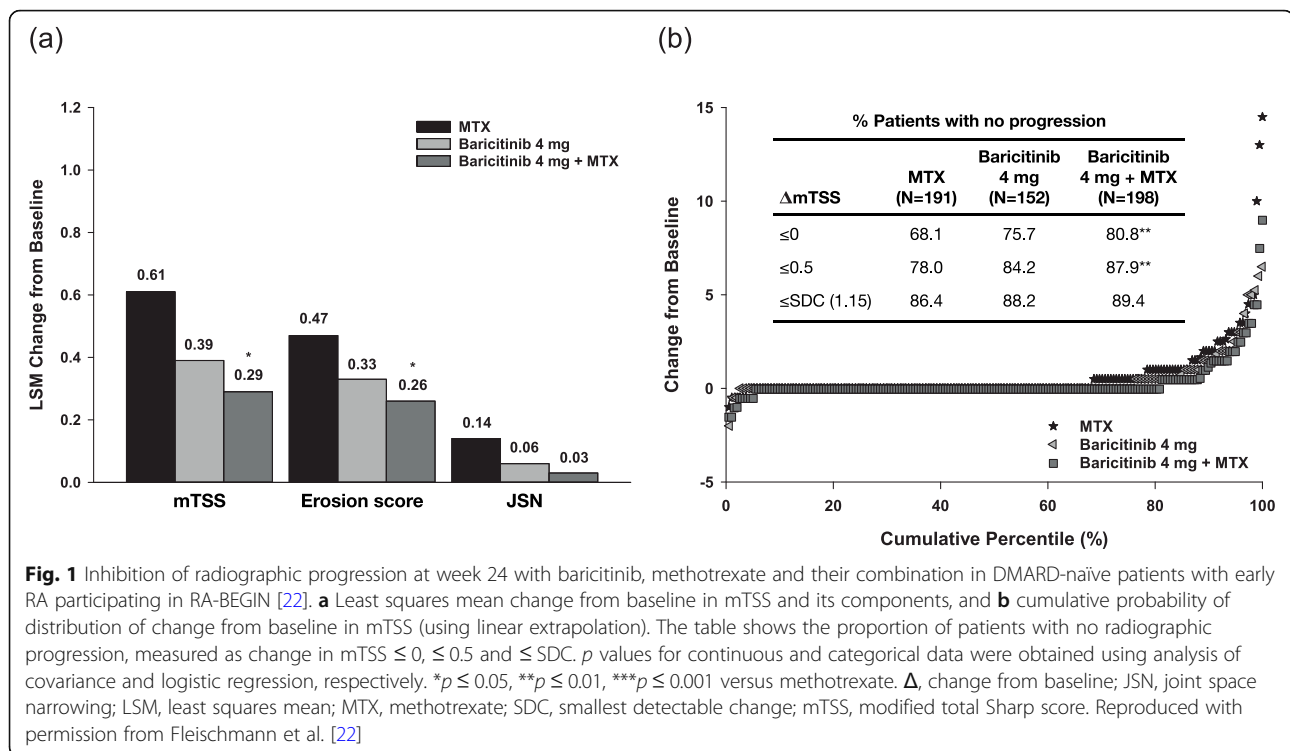 (a)
LSM Change from Baseline
1.2
1.0
0.8
0.6
0.4
0.2
0.0
MTX
Baricitinib 4 mg
Baricitinib 4 mg + MTX
0.61
0.39
*
0.29
0.47
0.33
*
0.26
0.14
0.06
0.03
mTSS
Erosion score
JSN
(b)
Change from Baseline
15
10
5
0
-5
% Patients with no progression
ΔmTSS
MTX (N=191)
Baricitinib 4 mg (N=152)
Baricitinib 4 mg + MTX (N=198)
≤0 68.1 75.7 80.8**
≤0.5 78.0 84.2 87.9**
≤SDC (1.15) 86.4 88.2 89.4
MTX
Baricitinib 4 mg
Baricitinib 4 mg + MTX
0 20 40 60 80 100
Cumulative Percentile (%)
Fig. 1 Inhibition of radiographic progression at week 24 with baricitinib, methotrexate and their combination in DMARD-naïve patients with early
RA participating in RA-BEGIN [22]. a Least squares mean change from baseline in mTSS and its components, and b cumulative probability of
distribution of change from baseline in mTSS (using linear extrapolation). The table shows the proportion of patients with no radiographic
progression, measured as change in mTSS ≤ 0, ≤ 0.5 and ≤ SDC. p values for continuous and categorical data were obtained using analysis of
covariance and logistic regression, respectively. *p ≤ 0.05, **p ≤ 0.01, ***p ≤ 0.001 versus methotrexate. Δ, change from baseline; JSN, joint space
narrowing; LSM, least squares mean; MTX, methotrexate; SDC, smallest detectable change; mTSS, modified total Sharp score. Reproduced with
permission from Fleischmann et al. [22]